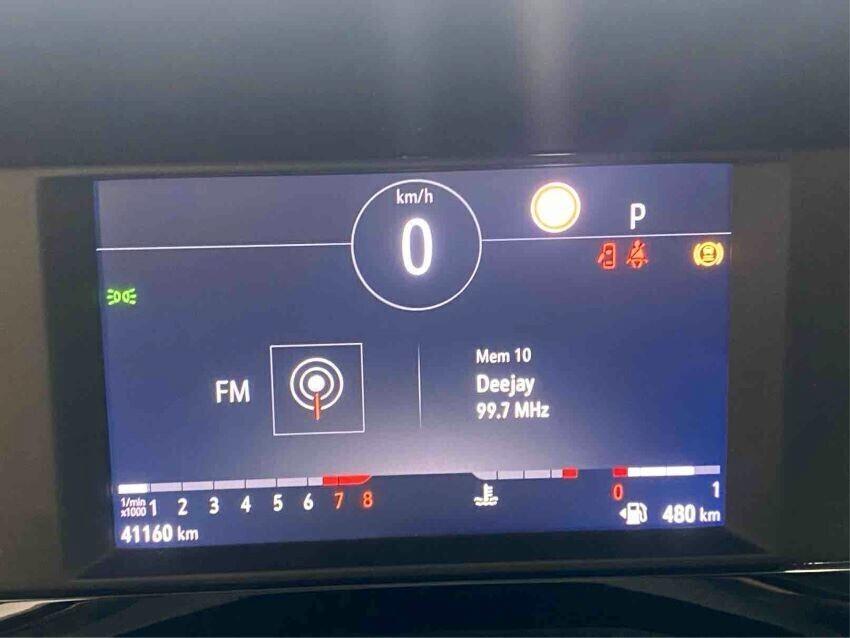 km/h
0
P
FM
Mem 10
Deejay
99.7 MHz
1/min
x1000
1 2 3 4 5 6 7 8
0 1
41160 km
480 km